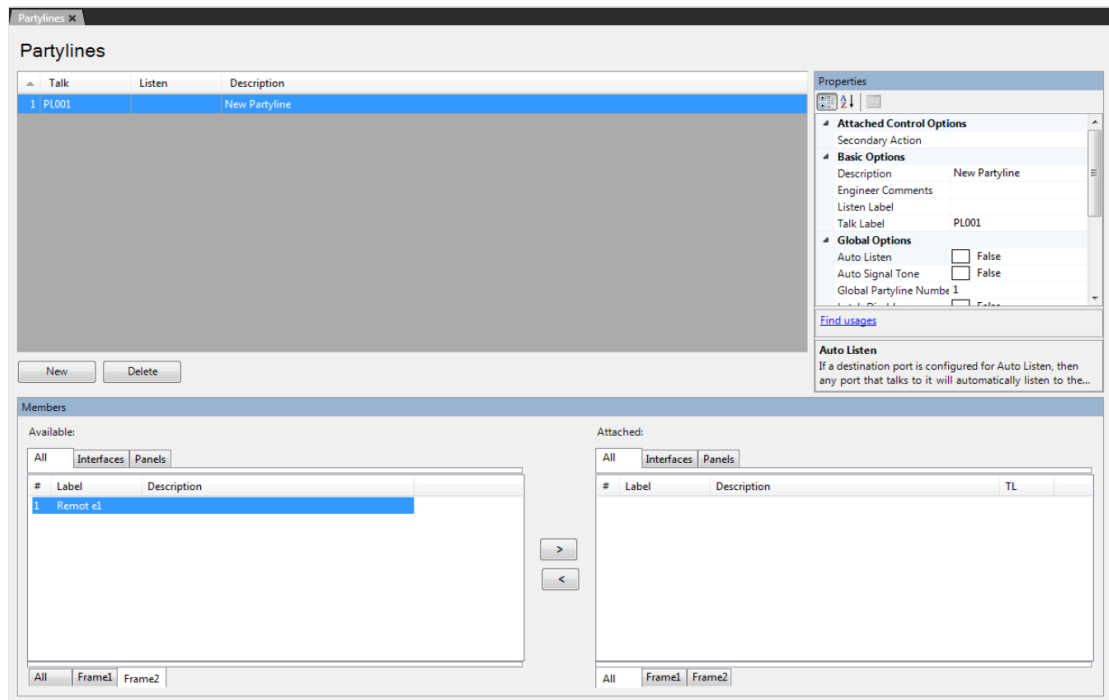 Partylines
Partylines
Talk Listen Description
1 PL001 New Partyline
New Delete
Properties
Attached Control Options
Secondary Action
Basic Options
Description New Partyline
Engineer Comments
Listen Label
Talk Label PL001
Global Options
Auto Listen False
Auto Signal Tone False
Global Partyline Numbe 1
Find usages
Auto Listen
If a destination port is configured for Auto Listen, then
any port that talks to it will automatically listen to the...
Members
Available:
All Interfaces Panels
# Label Description
1 Remot e1
All Frame1 Frame2
>
<
Attached:
All Interfaces Panels
# Label Description TL
All Frame1 Frame2